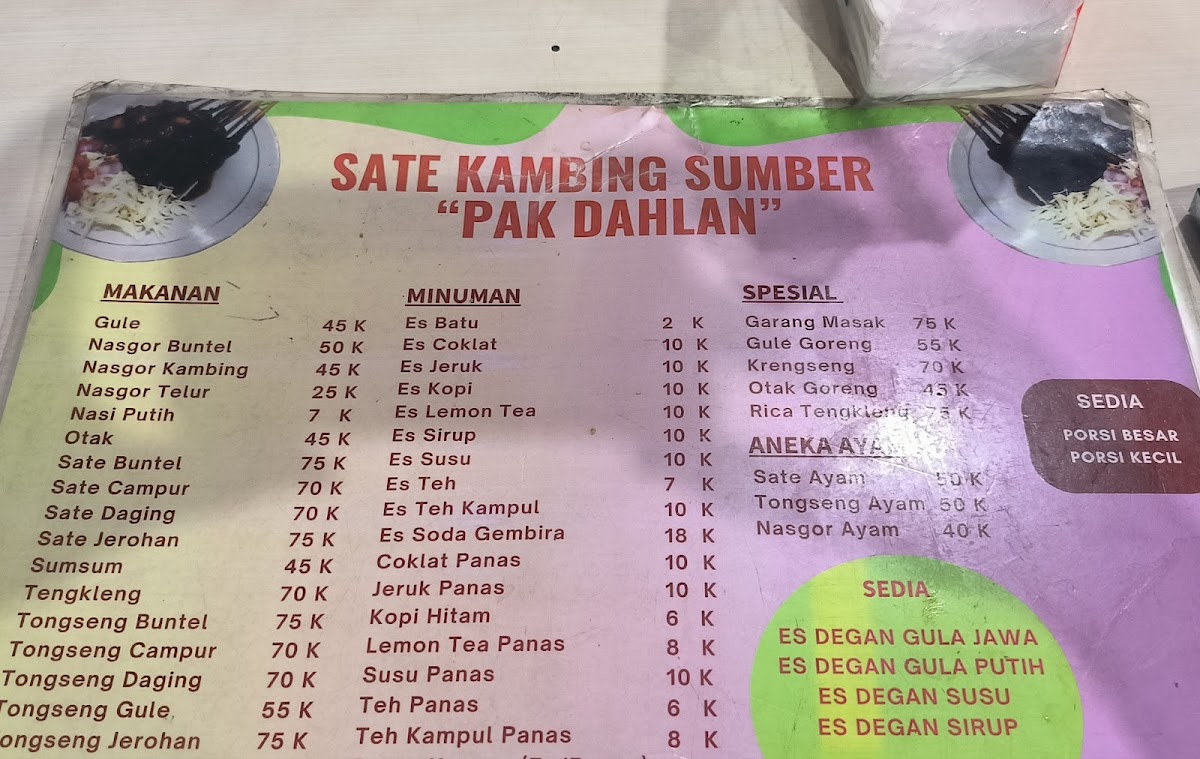 SATE KAMBING SUMBER
“PAK DAHLAN”
MAKANAN
Gule 45 K
Nasgor Buntel 50 K
Nasgor Kambing 45 K
Nasgor Telur 25 K
Nasi Putih 7 K
Otak 45 K
Sate Buntel 75 K
Sate Campur 70 K
Sate Daging 70 K
Sate Jerohan 75 K
Sumsum 45 K
Tengkleng 70 K
Tongseng Buntel 75 K
Tongseng Campur 70 K
Tongseng Daging 70 K
Tongseng Gule 55 K
ongseng Jerohan 75 K
MINUMAN
Es Batu 2 K
Es Coklat 10 K
Es Jeruk 10 K
Es Kopi 10 K
Es Lemon Tea 10 K
Es Sirup 10 K
Es Susu 10 K
Es Teh 7 K
Es Teh Kampul 10 K
Es Soda Gembira 18 K
Coklat Panas 10 K
Jeruk Panas 10 K
Kopi Hitam 6 K
Lemon Tea Panas 8 K
Susu Panas 10 K
Teh Panas 6 K
Teh Kampul Panas 8 K
SPESIAL
Garang Masak 75 K
Gule Goreng 55 K
Krengseng 70 K
Otak Goreng 45 K
Rica Tengkleng 75 K
ANEKA AYAM
Sate Ayam 50 K
Tongseng Ayam 50 K
Nasgor Ayam 40 K
SEDIA
PORSI BESAR
PORSI KECIL
SEDIA
ES DEGAN GULA JAWA
ES DEGAN GULA PUTIH
ES DEGAN SUSU
ES DEGAN SIRUP